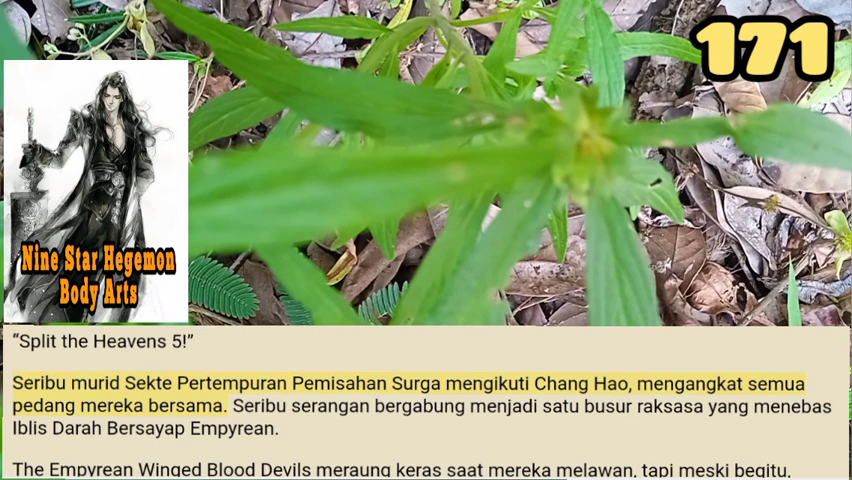 171
Nine Star Hegemon
Body Arts
“Split the Heavens 5!”
Seribu murid Sekte Pertempuran Pemisahan Surga mengikuti Chang Hao, mengangkat semua
pedang mereka bersama. Seribu serangan bergabung menjadi satu busur raksasa yang menebas
Iblis Darah Bersayap Empyrean.
The Empyrean Winged Blood Devils meraung keras saat mereka melawan, tapi meski begitu,